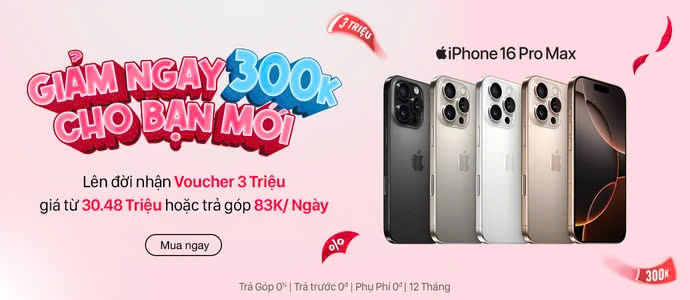 3 TRIỆU
GIẢM NGAY 300K
CHO BẠN MỚI
iPhone 16 Pro Max
Lên đời nhận Voucher 3 Triệu
giá từ 30.48 Triệu hoặc trả góp 83K/ Ngày
Mua ngay
%
300K
Trả Góp 0% | Trả trước 0đ | Phụ Phí 0đ | 12 Tháng